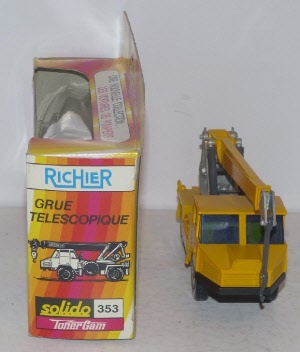 RICHIER
GRUE
TELESCOPIQUE
solido 353
TonerGam